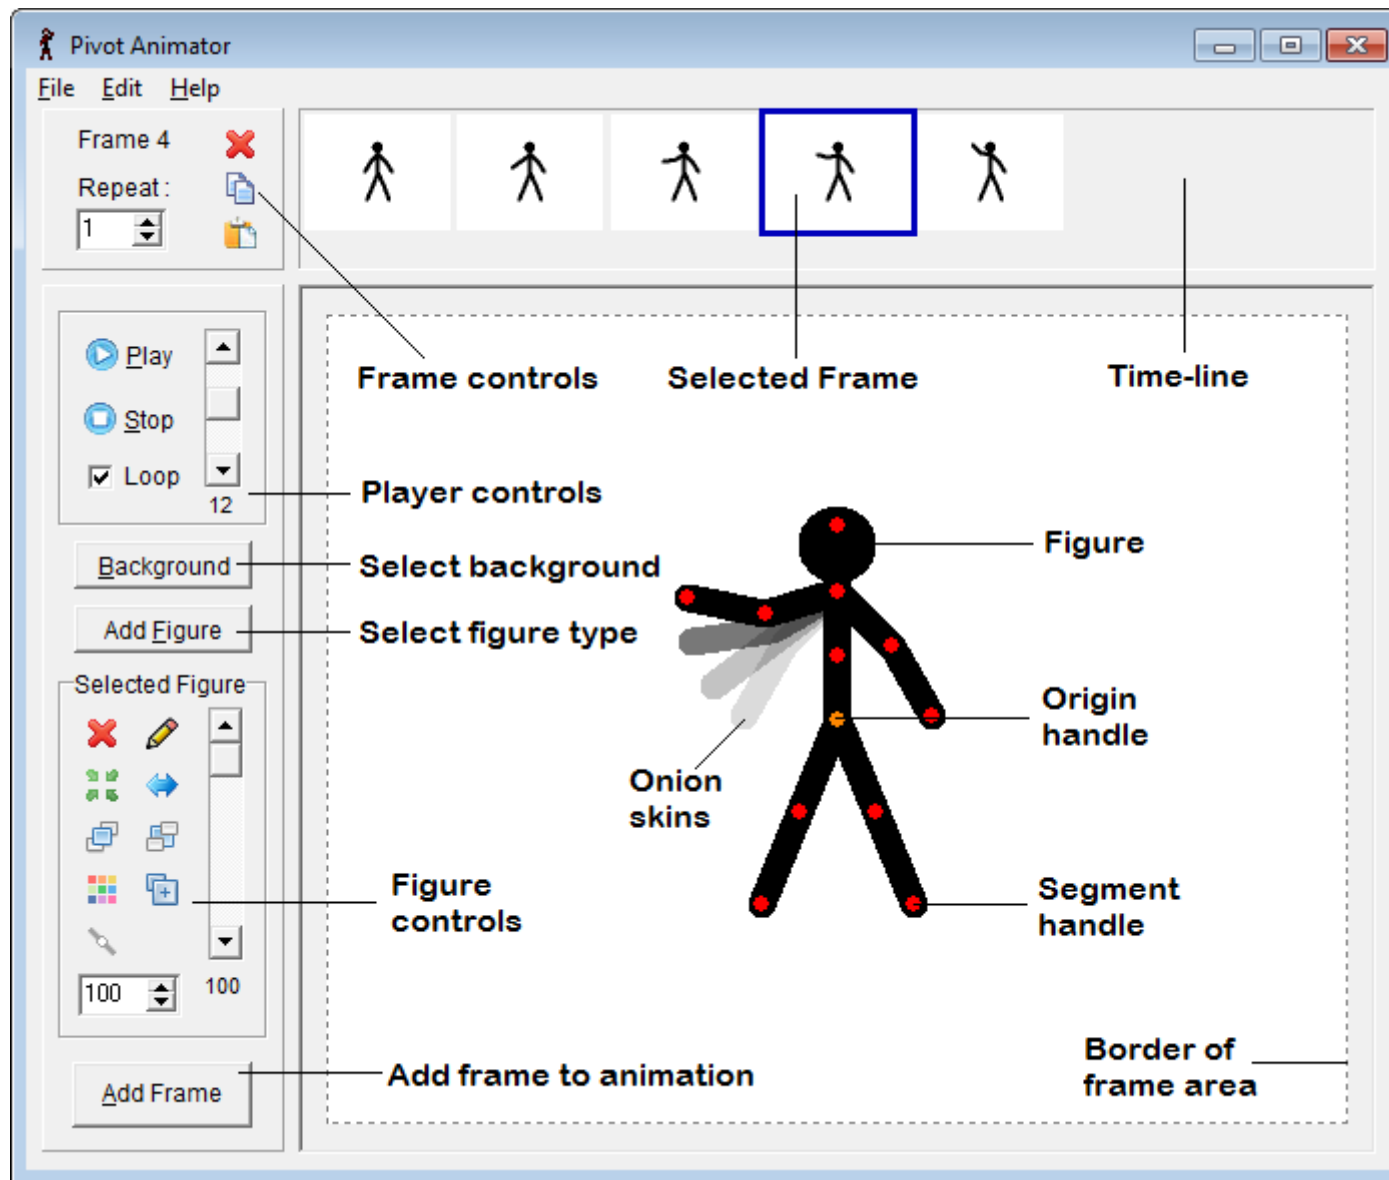 Pivot Animator
File Edit Help
Frame 4
Repeat :
1
Frame controls
Selected Frame
Time-line
Play
Stop
Loop
12
Player controls
Background
Select background
Add Figure
Select figure type
Figure
Selected Figure
Origin
handle
Onion
skins
Figure
controls
Segment
handle
100
100
Add Frame
Add frame to animation
Border of
frame area